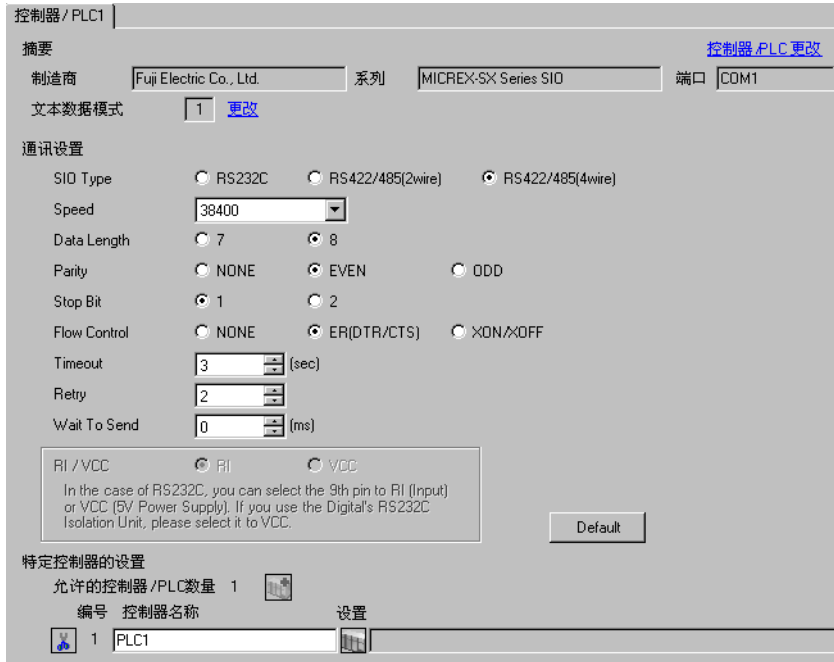 控制器/PLC1
摘要 控制器/PLC更改
制造商 Fuji Electric Co., Ltd. 系列 MICREX-SX Series SIO 端口 COM1
文本数据模式 1 更改
通讯设置
SIO Type RS232C RS422/485(2wire) RS422/485(4wire)
Speed 38400
Data Length 7 8
Parity NONE EVEN ODD
Stop Bit 1 2
Flow Control NONE ER(DTR/CTS) XON/XOFF
Timeout 3 (sec)
Retry 2
Wait To Send 0 (ms)
RI / VCC RI VCC
In the case of RS232C, you can select the 9th pin to RI (Input)
or VCC (5V Power Supply). If you use the Digital's RS232C
Isolation Unit, please select it to VCC.
Default
特定控制器的设置
允许的控制器/PLC数量 1
编号 控制器名称 设置
1 PLC1